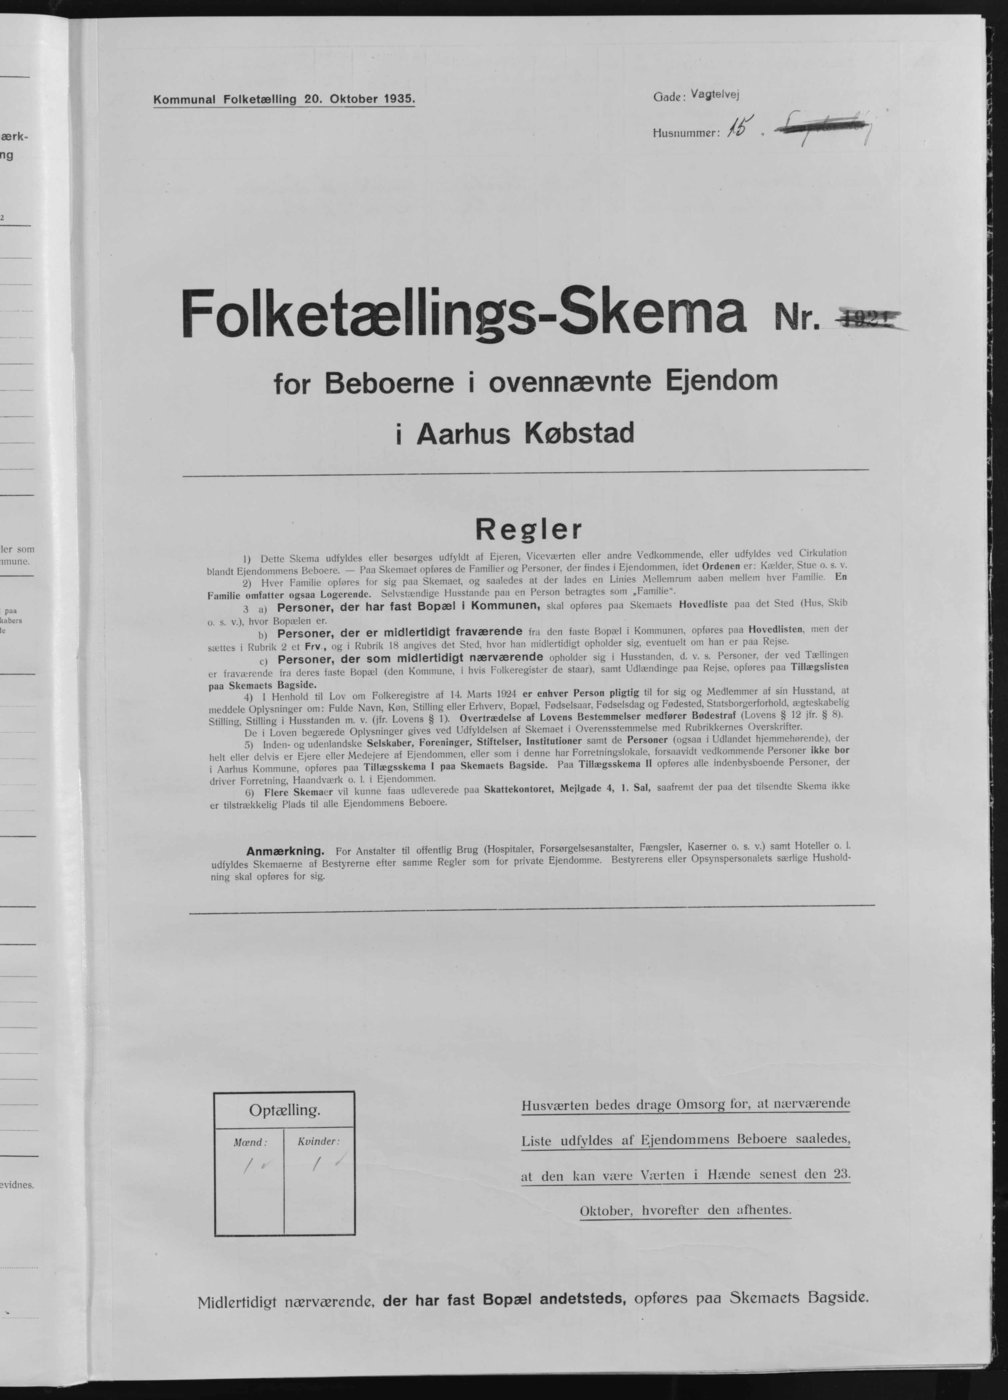 ærk-
ng
2
ler som
mmune.
paa
skabers
le
evidnes.
Kommunal Folketælling 20. Oktober 1935.
Gade: Vagtelvej
Husnummer: 15.
Folketællings-Skema Nr. 1921
for Beboerne i ovennævnte Ejendom
i Aarhus Købstad
Regler
1) Dette Skema udfyldes eller besørges udfyldt af Ejeren, Viceværten eller andre Vedkommende, eller udfyldes ved Cirkulation
blandt Ejendommens Beboere. — Paa Skemaet opføres de Familier og Personer, der findes i Ejendommen, idet Ordenen er: Kælder, Stue o. s. v.
2) Hver Familie opføres for sig paa Skemaet, og saaledes at der lades en Linies Mellemrum aaben mellem hver Familie. En
Familie omfatter ogsaa Logerende. Selvstændige Husstande paa en Person betragtes som „Familie“.
3 a) Personer, der har fast Bopæl i Kommunen, skal opføres paa Skemaets Hovedliste paa det Sted (Hus, Skib
o. s. v.), hvor Bopælen er.
b) Personer, der er midlertidigt fraværende fra den faste Bopæl i Kommunen, opføres paa Hovedlisten, men der
sættes i Rubrik 2 et Frv., og i Rubrik 18 angives det Sted, hvor han midlertidigt opholder sig, eventuelt om han er paa Rejse.
c) Personer, der som midlertidigt nærværende opholder sig i Husstanden, d. v. s. Personer, der ved Tællingen
er fraværende fra deres faste Bopæl (den Kommune, i hvis Folkeregister de staar), samt Udlændinge paa Rejse, opføres paa Tillægslisten
paa Skemaets Bagside.
4) I Henhold til Lov om Folkeregistre af 14. Marts 1924 er enhver Person pligtig til for sig og Medlemmer af sin Husstand, at
meddele Oplysninger om: Fulde Navn, Køn, Stilling eller Erhverv, Bopæl, Fødselsaar, Fødselsdag og Fødested, Statsborgerforhold, ægteskabelig
Stilling, Stilling i Husstanden m. v. (jfr. Lovens § 1). Overtrædelse af Lovens Bestemmelser medfører Bødestraf (Lovens § 12 jfr. § 8).
De i Loven begærede Oplysninger gives ved Udfyldelsen af Skemaet i Overensstemmelse med Rubrikkernes Overskrifter.
5) Inden- og udenlandske Selskaber, Foreninger, Stiftelser, Institutioner samt de Personer (ogsaa i Udlandet hjemmehørende), der
helt eller delvis er Ejere eller Medejere af Ejendommen, eller som i denne har Forretningslokale, forsaavidt vedkommende Personer ikke bor
i Aarhus Kommune, opføres paa Tillægsskema I paa Skemaets Bagside. Paa Tillægsskema II opføres alle indenbysboende Personer, der
driver Forretning, Haandværk o. l. i Ejendommen.
6) Flere Skemaer vil kunne faas udleverede paa Skattekontoret, Mejlgade 4, 1. Sal, saafremt der paa det tilsendte Skema ikke
er tilstrækkelig Plads til alle Ejendommens Beboere.
Anmærkning. For Anstalter til offentlig Brug (Hospitaler, Forsørgelsesanstalter, Fængsler, Kaserner o. s. v.) samt Hoteller o. l.
udfyldes Skemaerne af Bestyrerne efter samme Regler som for private Ejendomme. Bestyrerens eller Opsynspersonalets særlige Hushold-
ning skal opføres for sig.
Optælling.
Mænd: Kvinder:
1 1
Husværten bedes drage Omsorg for, at nærværende
Liste udfyldes af Ejendommens Beboere saaledes,
at den kan være Værten i Hænde senest den 23.
Oktober, hvorefter den afhentes.
Midlertidigt nærværende, der har fast Bopæl andetsteds, opføres paa Skemaets Bagside.